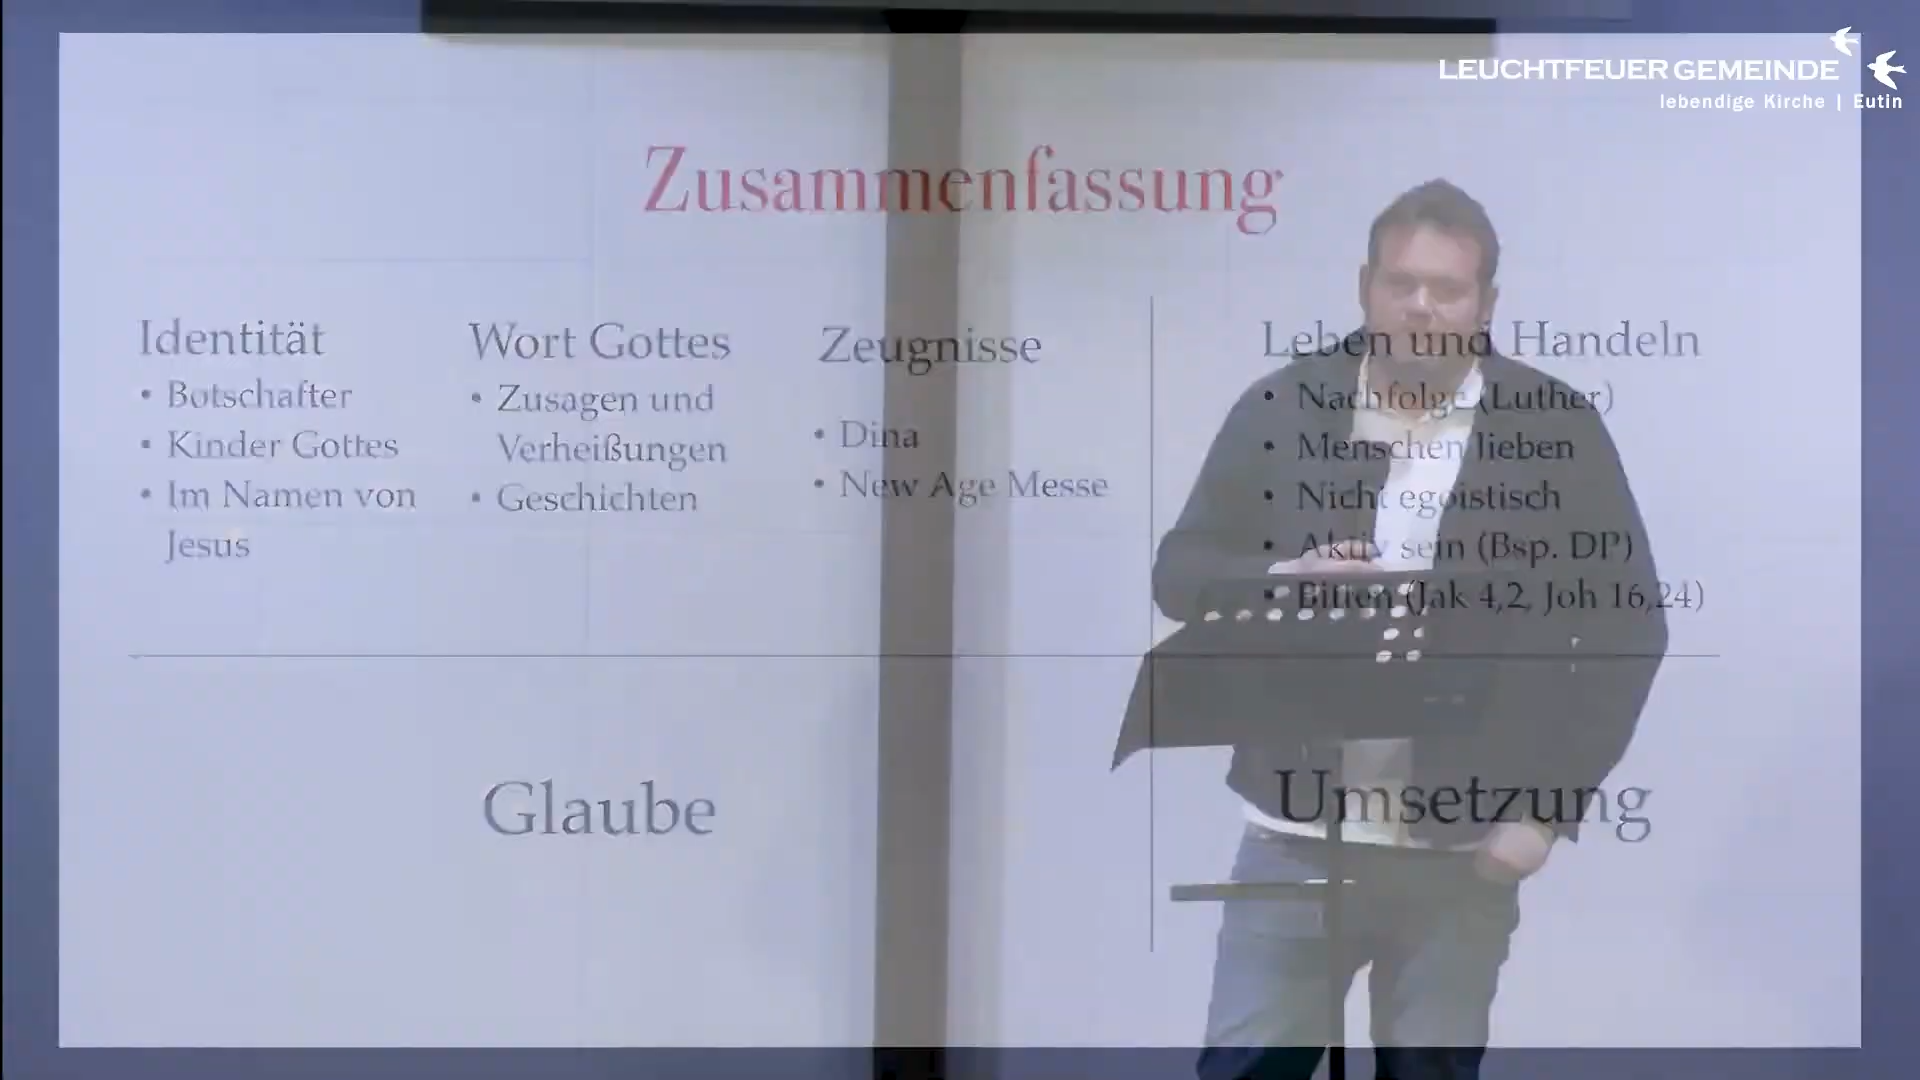 LEUCHTFEUER GEMEINDE
lebendige Kirche | Eutin
Zusammenfassung
Identität
• Botschafter
• Kinder Gottes
• Im Namen von
Jesus
Wort Gottes
• Zusagen und
Verheißungen
• Geschichten
Zeugnisse
• Dina
• New Age Messe
Leben und Handeln
• Nachfolge (Luther)
• Menschen lieben
• Nicht egoistisch
• Aktiv sein (Bsp. DP)
• Bitten (Jak 4,2, Joh 16,24)
Glaube
Umsetzung